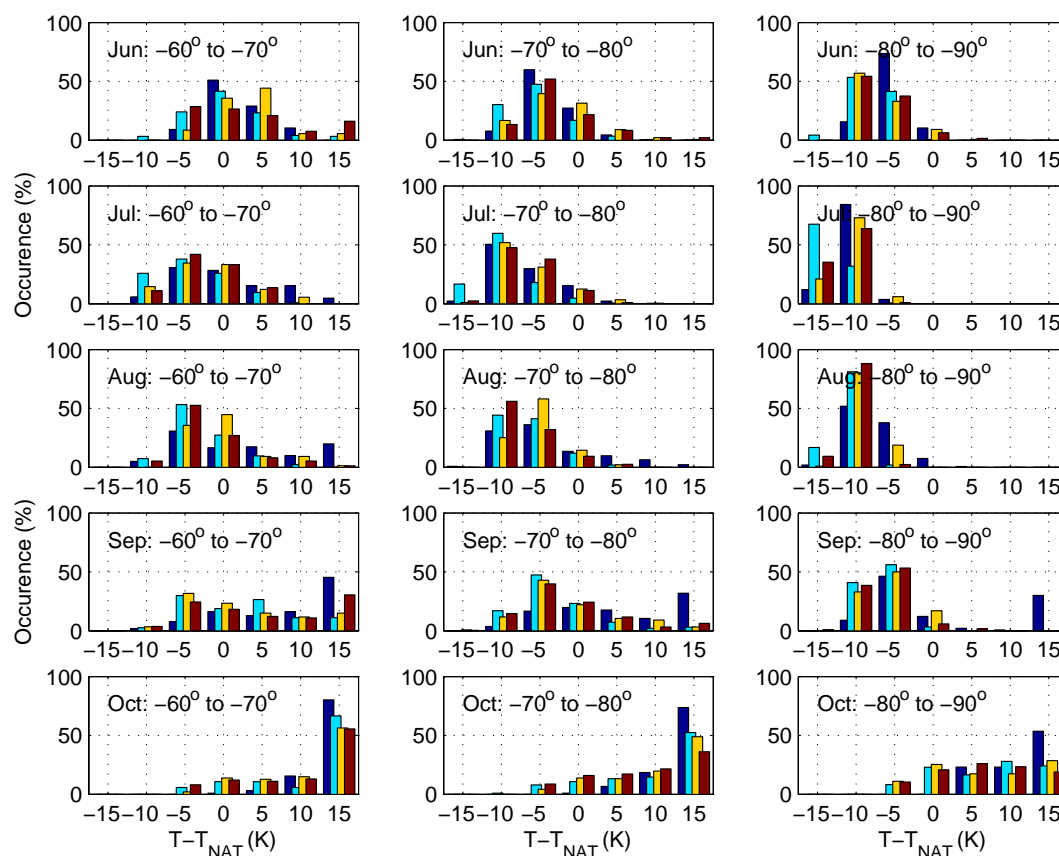 100 100 100
Jun: −60° to −70° Jun: −70° to −80° Jun: −80° to −90°
50 50 50
0 0 0
−15 −10 −5 0 5 10 15 −15 −10 −5 0 5 10 15 −15 −10 −5 0 5 10 15
Occurence (%)
100 100 100
Jul: −60° to −70° Jul: −70° to −80° Jul: −80° to −90°
50 50 50
0 0 0
−15 −10 −5 0 5 10 15 −15 −10 −5 0 5 10 15 −15 −10 −5 0 5 10 15
100 100 100
Aug: −60° to −70° Aug: −70° to −80° Aug: −80° to −90°
50 50 50
0 0 0
−15 −10 −5 0 5 10 15 −15 −10 −5 0 5 10 15 −15 −10 −5 0 5 10 15
Occurence (%)
100 100 100
Sep: −60° to −70° Sep: −70° to −80° Sep: −80° to −90°
50 50 50
0 0 0
−15 −10 −5 0 5 10 15 −15 −10 −5 0 5 10 15 −15 −10 −5 0 5 10 15
100 100 100
Oct: −60° to −70° Oct: −70° to −80° Oct: −80° to −90°
50 50 50
0 0 0
−15 −10 −5 0 5 10 15 −15 −10 −5 0 5 10 15 −15 −10 −5 0 5 10 15
T−T_NAT (K) T−T_NAT (K) T−T_NAT (K)